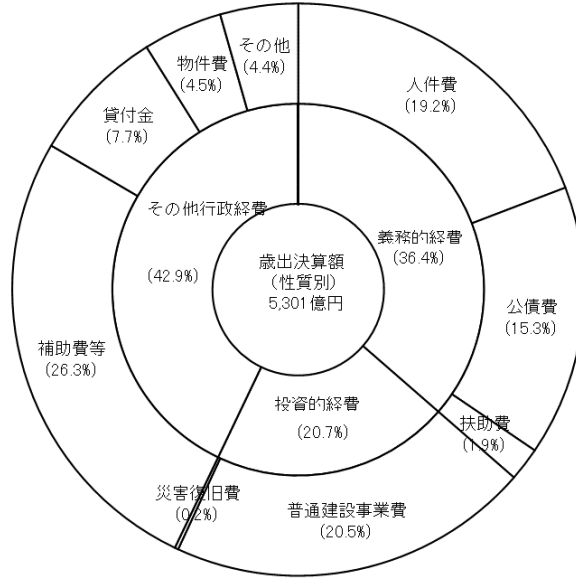 その他
(4.4%)
物件費
(4.5%)
人件費
(19.2%)
貸付金
(7.7%)
その他行政経費
(42.9%)
義務的経費
(36.4%)
歳出決算額
(性質別)
5,301億円
公債費
(15.3%)
補助費等
(26.3%)
投資的経費
(20.7%)
扶助費
(1.9%)
災害復旧費
(0.2%)
普通建設事業費
(20.5%)